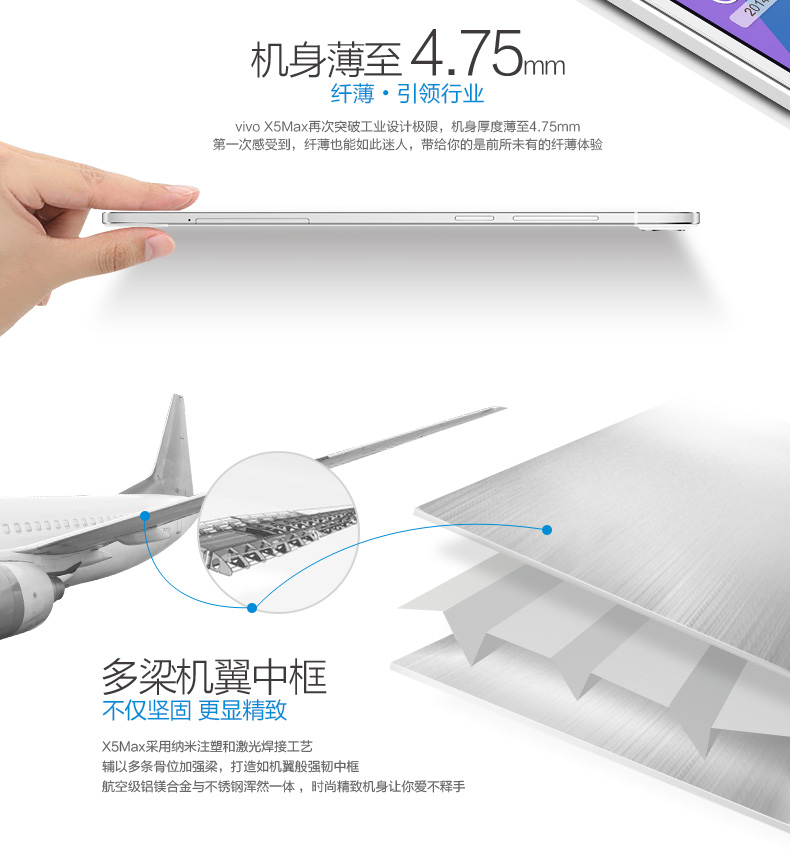 2014
机身薄至 4.75mm
纤薄·引领行业
vivo X5Max再次突破工业设计极限，机身厚度薄至4.75mm
第一次感受到，纤薄也能如此迷人，带给你的是前所未有的纤薄体验
多梁机翼中框
不仅坚固 更显精致
X5Max采用纳米注塑和激光焊接工艺
辅以多条骨位加强梁，打造如机翼般强韧中框
航空级铝镁合金与不锈钢浑然一体 ，时尚精致机身让你爱不释手